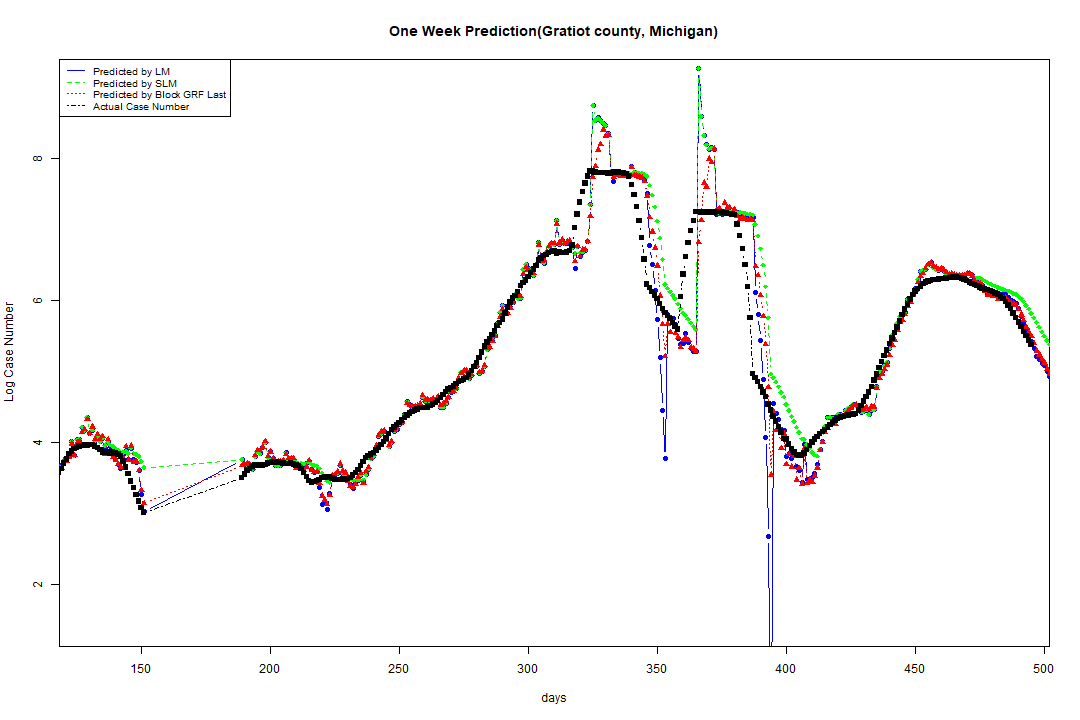 One Week Prediction(Gratiot county, Michigan)
Predicted by LM
Predicted by SLM
Predicted by Block GRF Last
Actual Case Number
8
6
4
2
Log Case Number
150 200 250 300 350 400 450 500
days